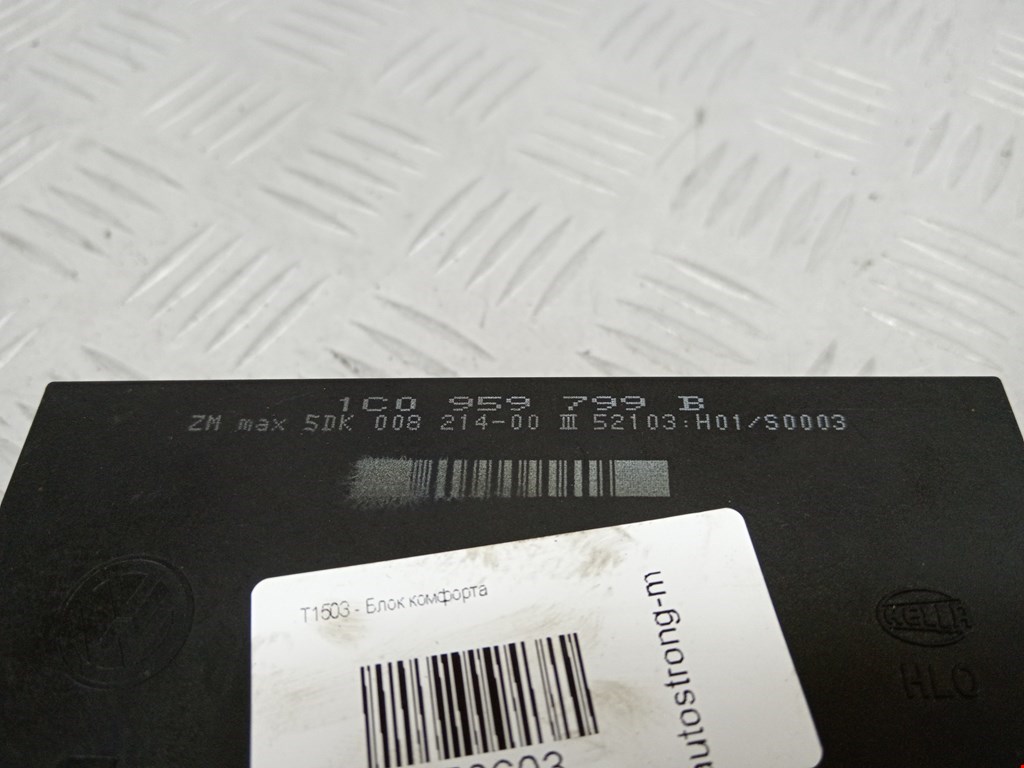 1C0 959 799 B
ZM max 5DK 008 214-00 III 52103:H01/S0003
T1503 - Блок комфорта
autostrong-m
HELLA
HLO